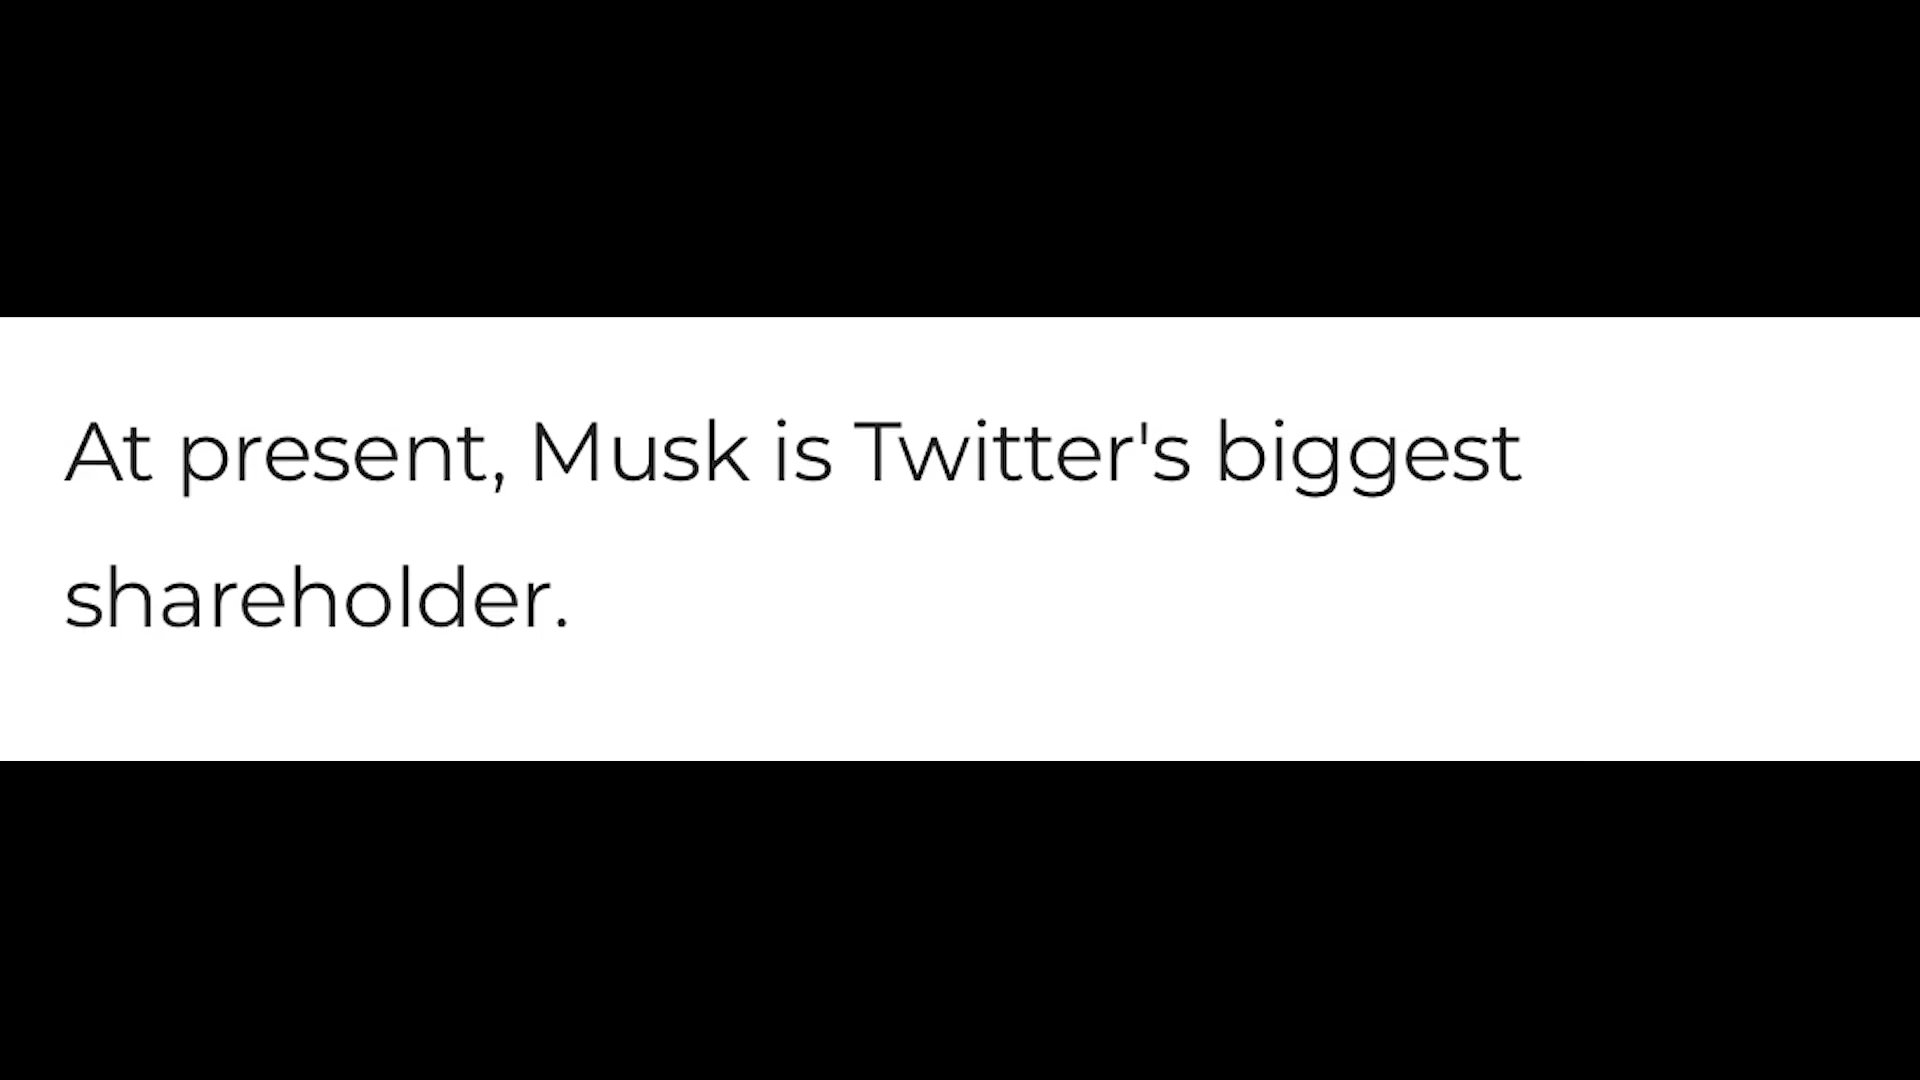 At present, Musk is Twitter's biggest
shareholder.